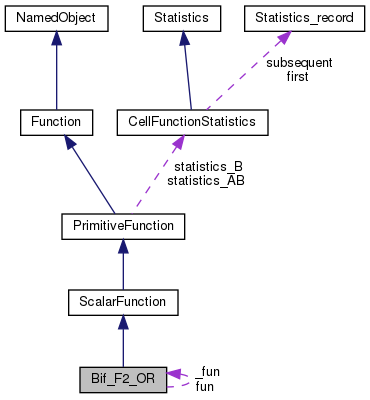 NamedObject
Statistics
Statistics_record
subsequent
first
Function
CellFunctionStatistics
statistics_B
statistics_AB
PrimitiveFunction
ScalarFunction
Bif_F2_OR
_fun
fun